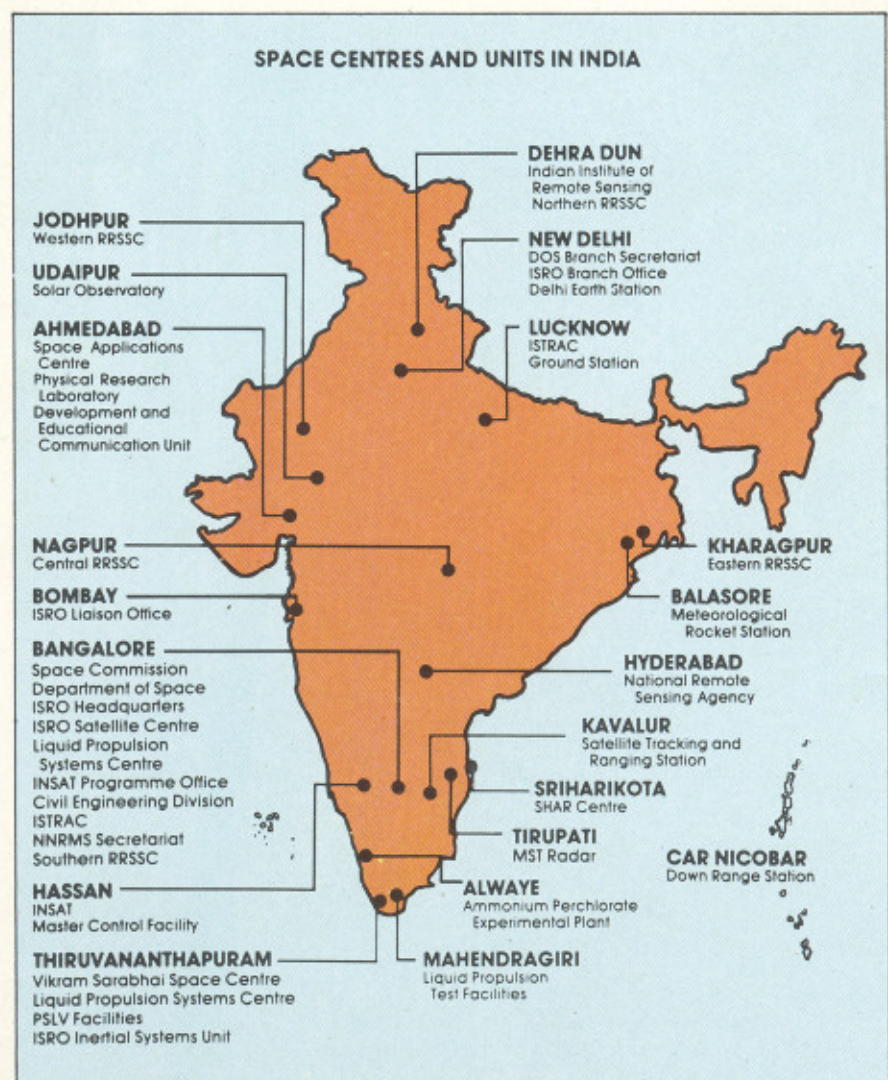 SPACE CENTRES AND UNITS IN INDIA
DEHRA DUN
Indian Institute of
Remote Sensing
Northern RRSSC
JODHPUR
Western RRSSC
NEW DELHI
DOS Branch Secretariat
ISRO Branch Office
Delhi Earth Station
UDAIPUR
Solar Observatory
AHMEDABAD
Space Applications
Centre
Physical Research
Laboratory
Development and
Educational
Communication Unit
LUCKNOW
ISTRAC
Ground Station
NAGPUR
Central RRSSC
KHARAGPUR
Eastern RRSSC
BOMBAY
ISRO Liaison Office
BALASORE
Meteorological
Rocket Station
BANGALORE
Space Commission
Department of Space
ISRO Headquarters
ISRO Satellite Centre
Liquid Propulsion
Systems Centre
INSAT Programme Office
Civil Engineering Division
ISTRAC
NNRMS Secretariat
Southern RRSSC
HYDERABAD
National Remote
Sensing Agency
KAVALUR
Satellite Tracking and
Ranging Station
SRIHARIKOTA
SHAR Centre
TIRUPATI
MST Radar
CAR NICOBAR
Down Range Station
HASSAN
INSAT
Master Control Facility
ALWAYE
Ammonium Perchlorate
Experimental Plant
THIRUVANANTHAPURAM
Vikram Sarabhai Space Centre
Liquid Propulsion Systems Centre
PSLV Facilities
ISRO Inertial Systems Unit
MAHENDRAGIRI
Liquid Propulsion
Test Facilities